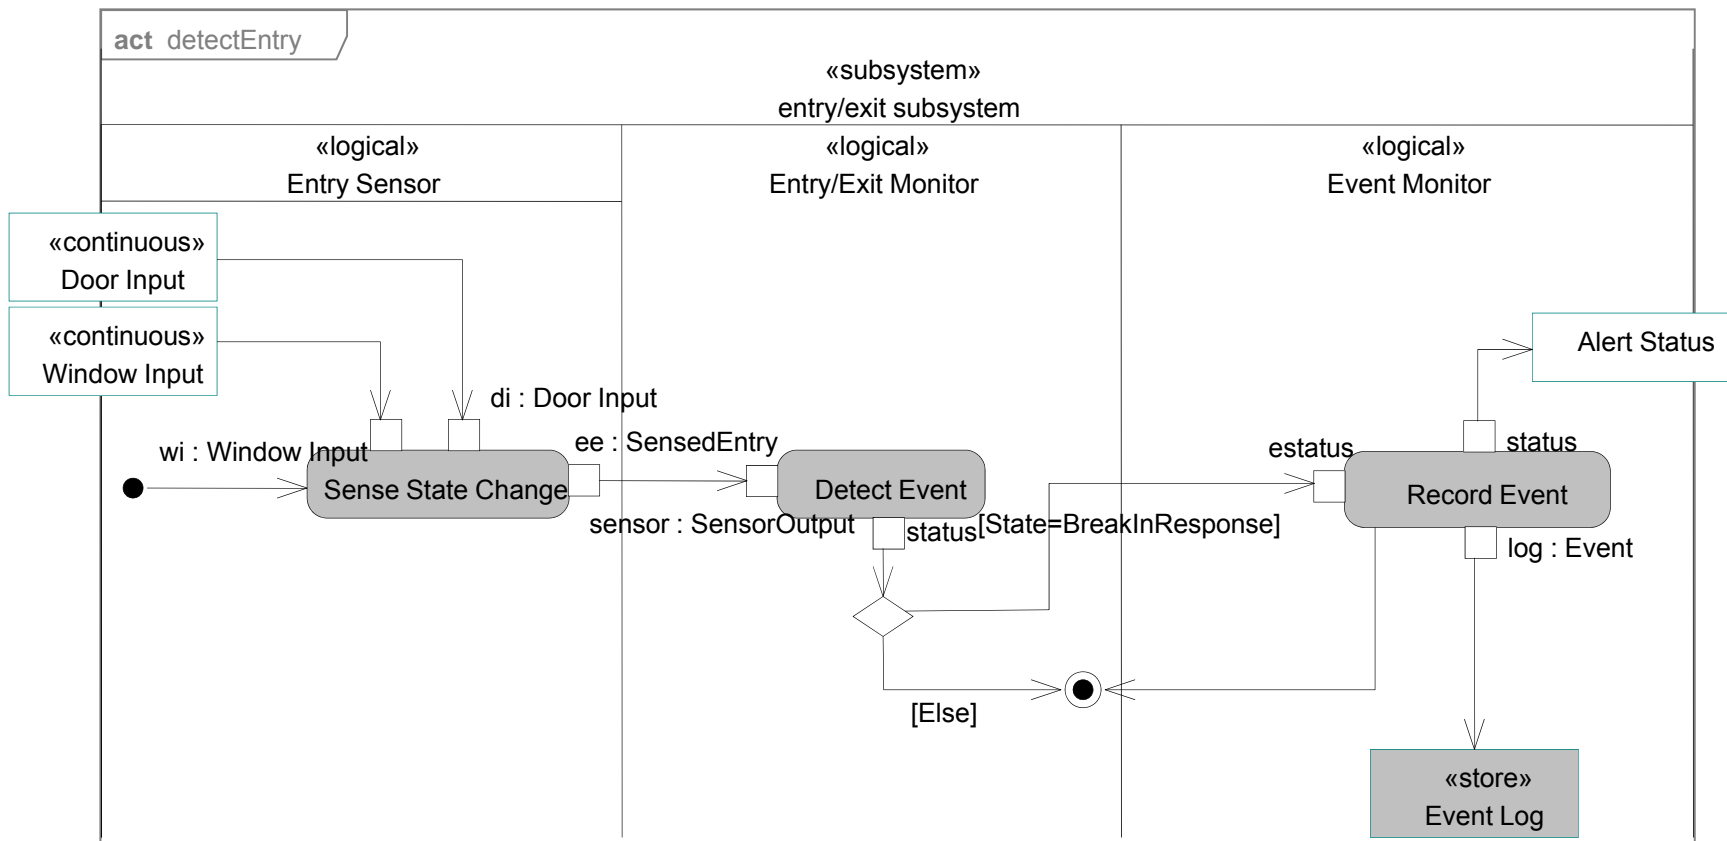 act detectEntry
«subsystem»
entry/exit subsystem
«logical»
Entry Sensor
«logical»
Entry/Exit Monitor
«logical»
Event Monitor
«continuous»
Door Input
«continuous»
Window Input
Alert Status
di : Door Input
wi : Window Input
ee : SensedEntry
estatus
status
Sense State Change
Detect Event
Record Event
sensor : SensorOutput
status
[State=BreakInResponse]
log : Event
[Else]
«store»
Event Log